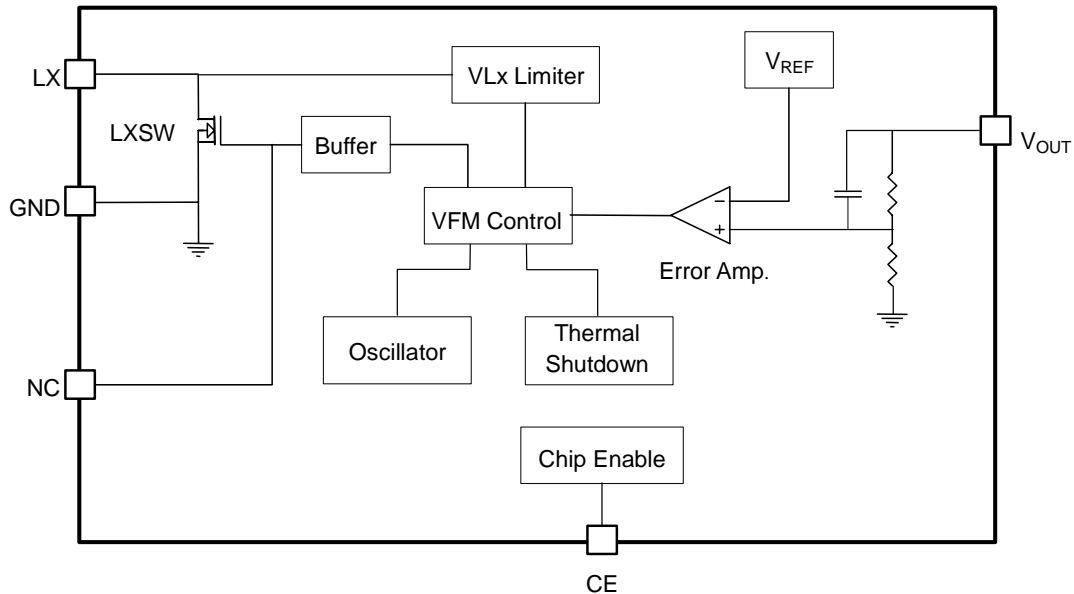 LX
VLx Limiter
VREF
LXSW
Buffer
VOUT
GND
VFM Control
−
+
Error Amp.
Oscillator
Thermal
Shutdown
NC
Chip Enable
CE